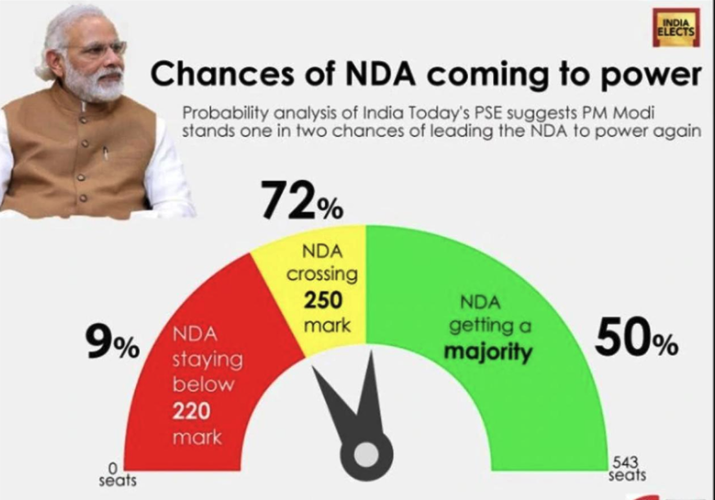 INDIA
ELECTS
Chances of NDA coming to power
Probability analysis of India Today's PSE suggests PM Modi
stands one in two chances of leading the NDA to power again
72%
NDA
crossing
250
mark
9%
NDA
staying
below
220
mark
NDA
getting a
majority
50%
0
seats
543
seats